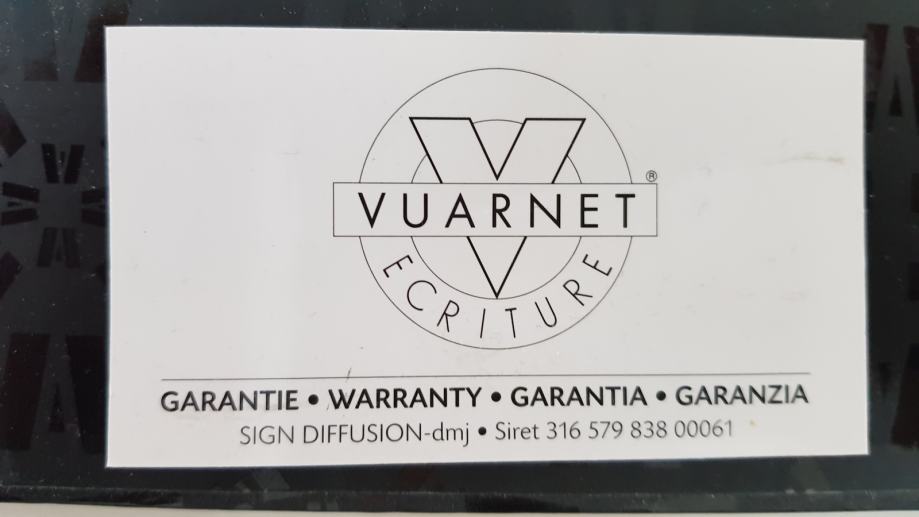 V
®
VUARNET
ECRITURE
GARANTIE • WARRANTY • GARANTIA • GARANZIA
SIGN DIFFUSION-dmj • Siret 316 579 838 00061